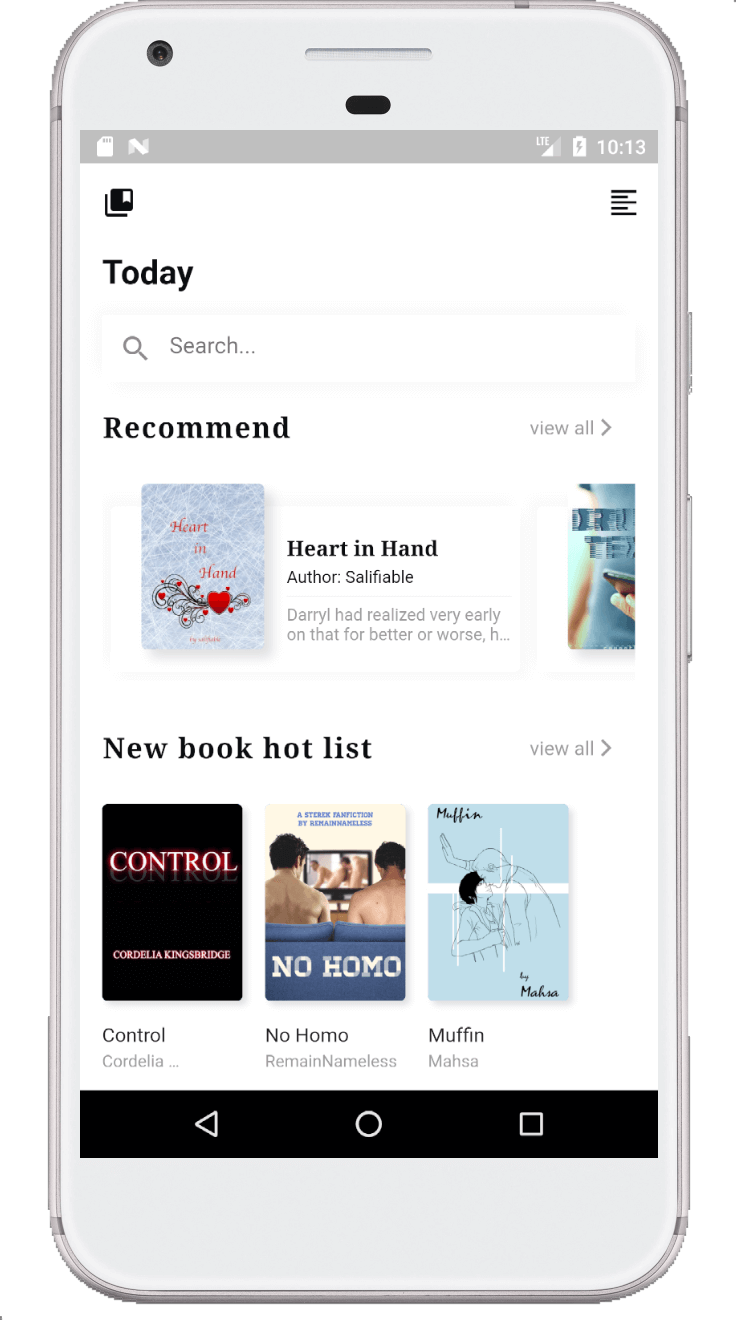 LTE 10:13
Today
Search...
Recommend
view all
Heart
in
Hand
by salifiable
Heart in Hand
Author: Salifiable
Darryl had realized very early
on that for better or worse, h...
New book hot list
view all
CONTROL
CORDELIA KINGSBRIDGE
A STEREK FANFICTION
BY REMAINNAMELESS
NO HOMO
Muffin
by
Mahsa
Control
Cordelia ...
No Homo
RemainNameless
Muffin
Mahsa